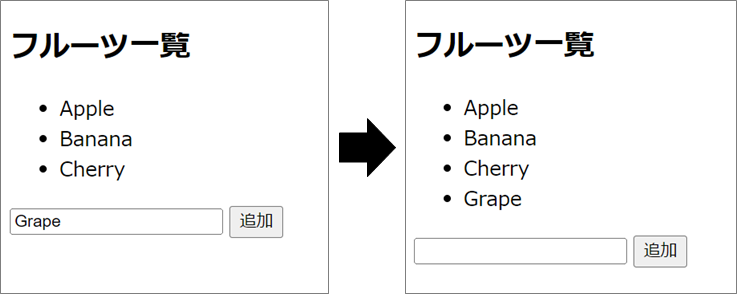 フルーツ一覧
Apple
Banana
Cherry
Grape 追加
フルーツ一覧
Apple
Banana
Cherry
Grape
追加